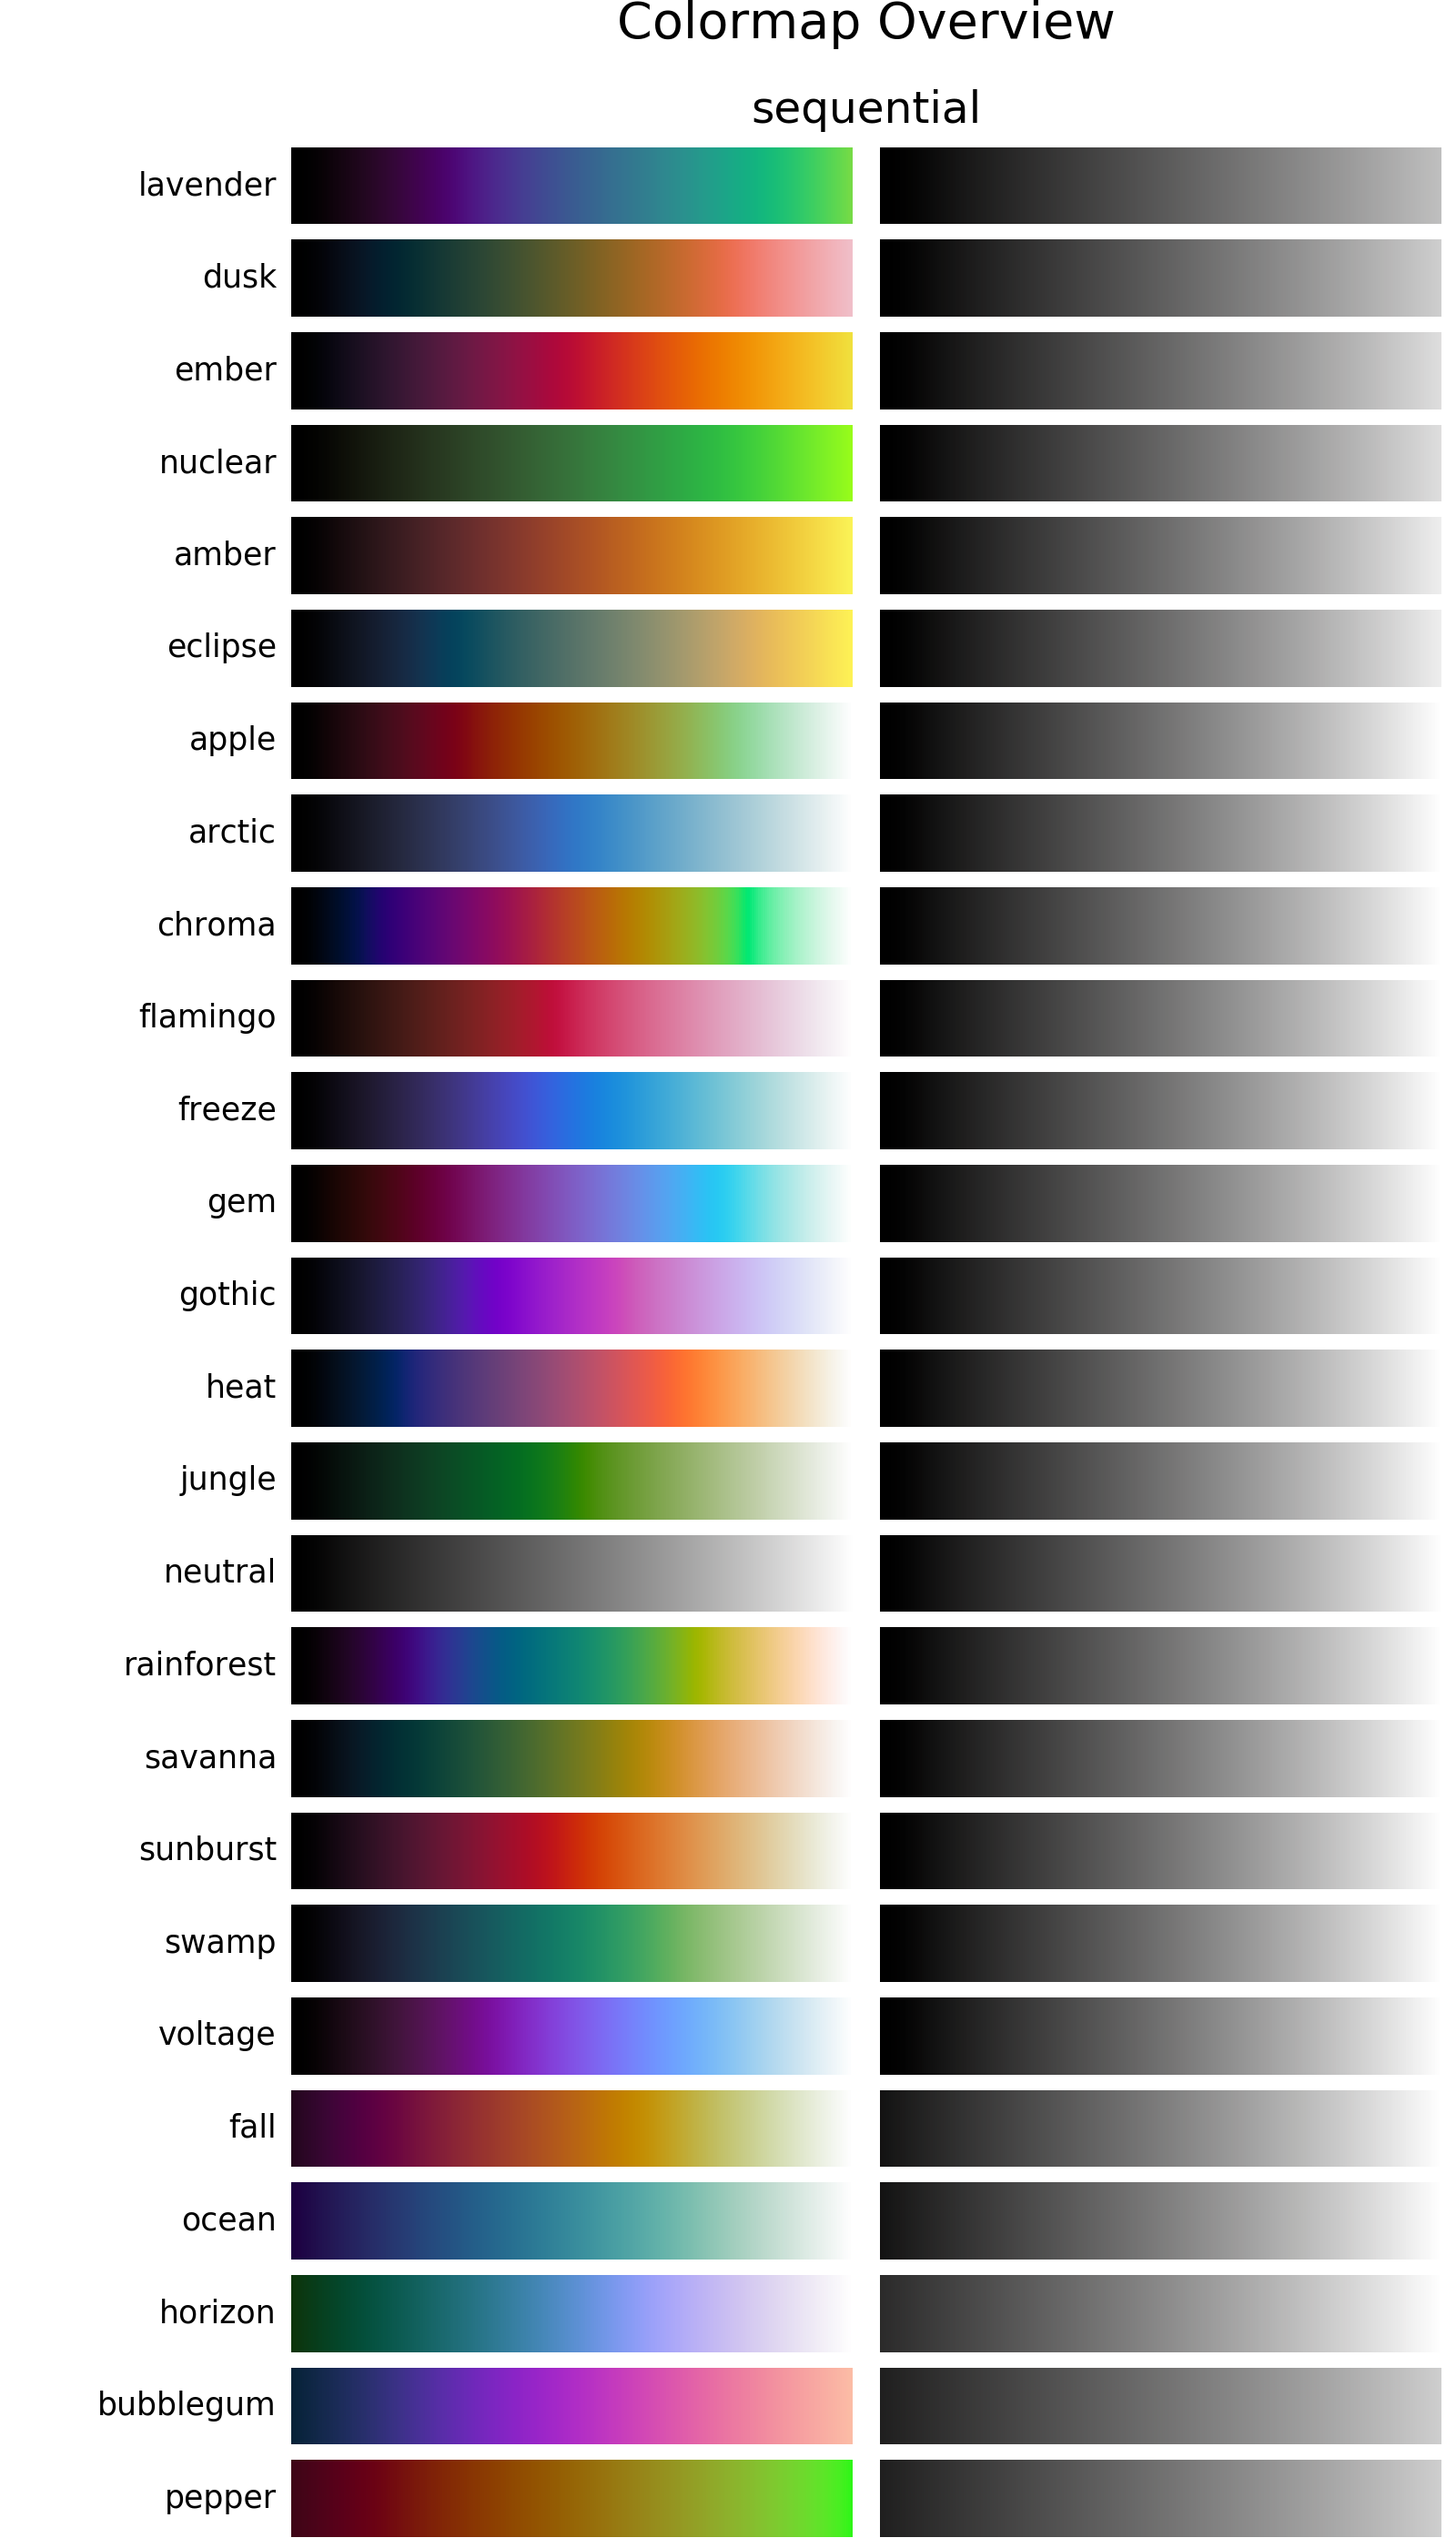 Colormap Overview
sequential
lavender
dusk
ember
nuclear
amber
eclipse
apple
arctic
chroma
flamingo
freeze
gem
gothic
heat
jungle
neutral
rainforest
savanna
sunburst
swamp
voltage
fall
ocean
horizon
bubblegum
pepper